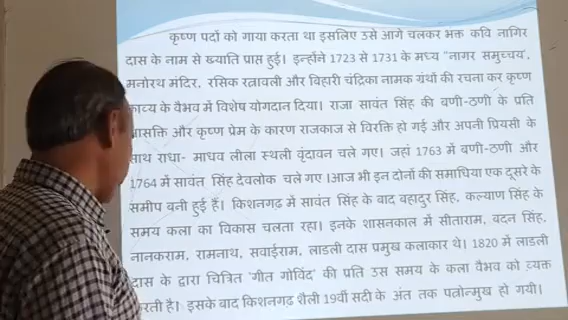 कृष्ण पदों को गाया करता था इसलिए उसे आगे चलकर भक्त कवि नागरि
दास के नाम से ख्याति प्राप्त हुई। इन्होंने 1723 से 1731 के मध्य "नागर समुच्चय',
मनोरथ मंदिर, रसिक रत्नावली और विहारी चंद्रिका नामक ग्रंथों की रचना कर कृष्ण
काव्य के वैभव में विशेष योगदान दिया। राजा सावंत सिंह की बणी-ठणी के प्रति
आसक्ति और कृष्ण प्रेम के कारण राजकाज से विरक्ति हो गई और अपनी प्रियसी के
साथ राधा- माधव लीला स्थली वृंदावन चले गए। जहां 1763 में बणी-ठणी और
1764 में सावंत सिंह देवलोक चले गए ।आज भी इन दोनों की समाधिया एक दूसरे के
समीप बनी हुई हैं। किशनगढ़ में सावंत सिंह के बाद बहादुर सिंह, कल्याण सिंह के
समय कला का विकास चलता रहा। इनके शासनकाल में सीताराम, बदन सिंह,
नानकराम, रामनाथ, सवाईराम, लाडली दास प्रमुख कलाकार थे। 1820 में लाडली
दास के द्वारा चित्रित 'गीत गोविंद' की प्रति उस समय के कला वैभव को व्यक्त
करती है। इसके बाद किशनगढ शैली 19वीं सदी के अंत तक पतोन्मुख हो गयी।